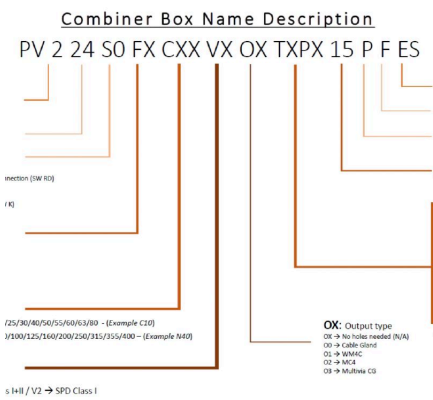 Combiner Box Name Description
PV 2 24 S0 FX CXX VX OX TXPX 15 P F ES
nnection (SW RD)
/ K)
/25/30/40/50/55/60/63/80 - (Example C10)
0/100/125/160/200/250/315/355/400 – (Example N40)
s I+II / V2 → SPD Class I
OX: Output type
OX → No holes needed (N/A)
O0 → Cable Gland
O1 → WM4C
O2 → MC4
O3 → Multivia CG